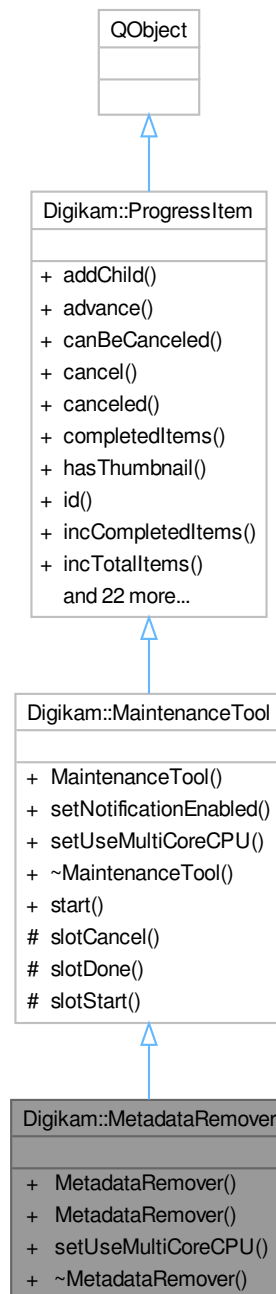 QObject
Digikam::ProgressItem
+ addChild()
+ advance()
+ canBeCanceled()
+ cancel()
+ canceled()
+ completedItems()
+ hasThumbnail()
+ id()
+ incCompletedItems()
+ incTotalItems()
and 22 more...
Digikam::MaintenanceTool
+ MaintenanceTool()
+ setNotificationEnabled()
+ setUseMultiCoreCPU()
+ ~MaintenanceTool()
+ start()
# slotCancel()
# slotDone()
# slotStart()
Digikam::MetadataRemover
+ MetadataRemover()
+ MetadataRemover()
+ setUseMultiCoreCPU()
+ ~MetadataRemover()